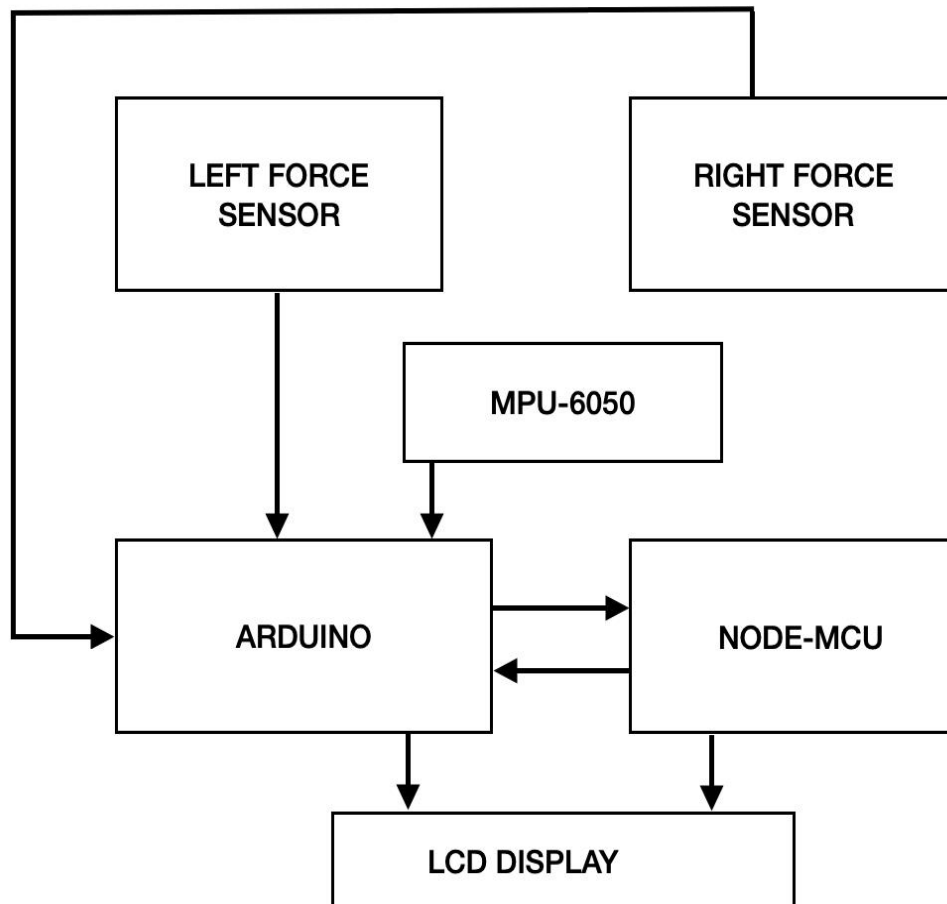 LEFT FORCE
SENSOR
RIGHT FORCE
SENSOR
MPU-6050
ARDUINO
NODE-MCU
LCD DISPLAY